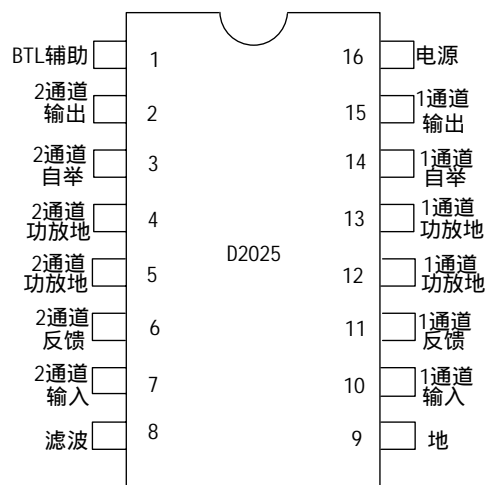 BTL辅助
1
16
电源
2通道
输出
2
15
1通道
输出
2通道
自举
3
14
1通道
自举
2通道
功放地
4
13
1通道
功放地
D2025
2通道
功放地
5
12
1通道
功放地
2通道
反馈
6
11
1通道
反馈
2通道
输入
7
10
1通道
输入
滤波
8
9
地